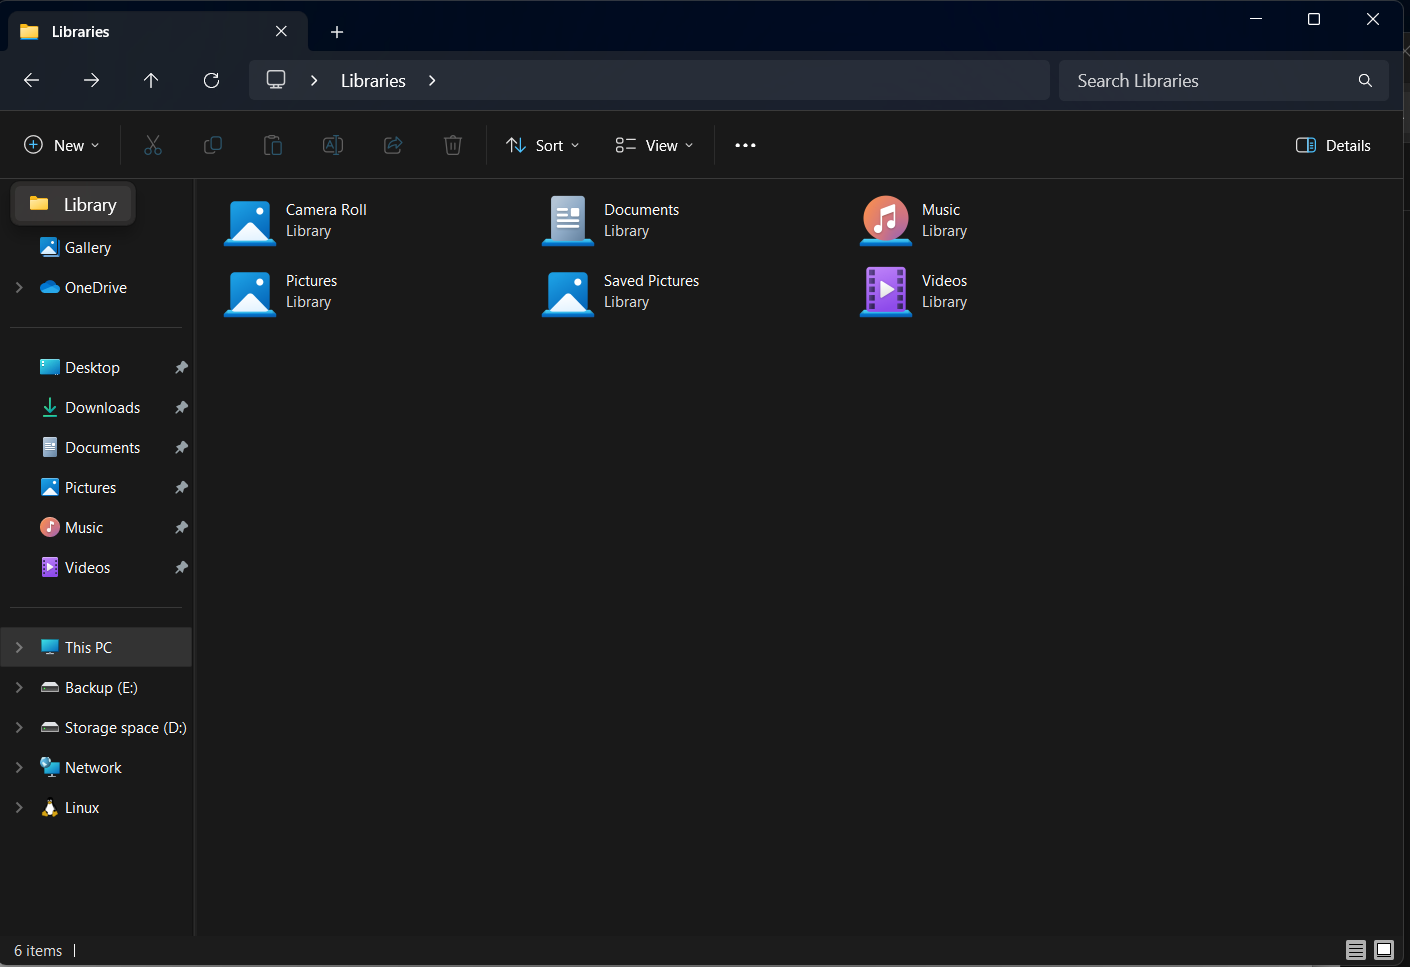 Libraries
Libraries
Search Libraries
New
Sort
View
Details
Library
Gallery
OneDrive
Desktop
Downloads
Documents
Pictures
Music
Videos
This PC
Backup (E:)
Storage space (D:)
Network
Linux
Camera Roll
Library
Documents
Library
Music
Library
Pictures
Library
Saved Pictures
Library
Videos
Library
6 items